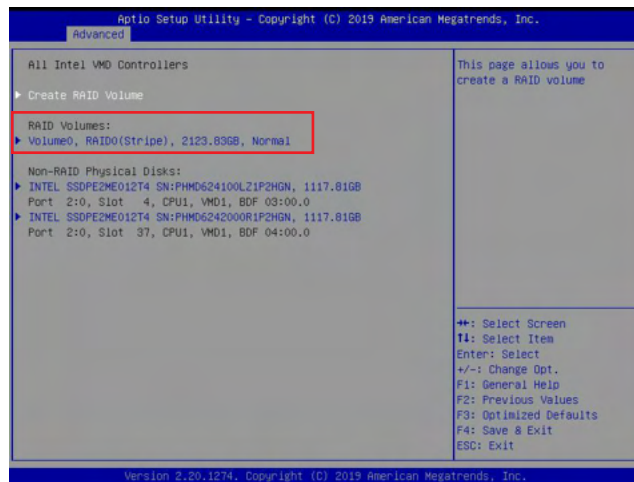 Aptio Setup Utility - Copyright (C) 2019 American Megatrends, Inc.
Advanced
All Intel VMD Controllers
Create RAID Volume
RAID Volumes:
Volume0, RAID0(Stripe), 2123.83GB, Normal
Non-RAID Physical Disks:
INTEL SSDPE2ME012T4 SN:PHMD624100LZ1P2HGN, 1117.81GB
Port 2:0, Slot 4, CPU1, VMD1, BDF 03:00.0
INTEL SSDPE2ME012T4 SN:PHMD6242000R1P2HGN, 1117.81GB
Port 2:0, Slot 37, CPU1, VMD1, BDF 04:00.0
This page allows you to
create a RAID volume
↔: Select Screen
↑↓: Select Item
Enter: Select
+/-: Change Opt.
F1: General Help
F2: Previous Values
F3: Optimized Defaults
F4: Save & Exit
ESC: Exit
Version 2.20.1274. Copyright (C) 2019 American Megatrends, Inc.